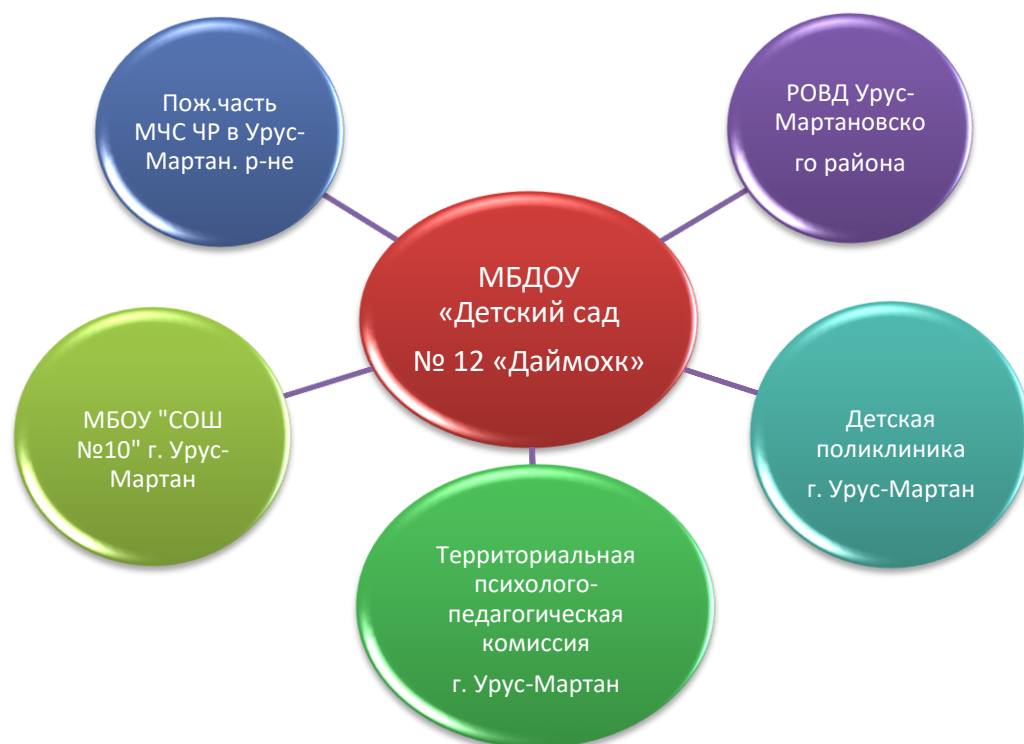 Пож.часть
МЧС ЧР в Урус-
Мартан. р-не
РОВД Урус-
Мартановско
го района
МБДОУ
«Детский сад
№ 12 «Даймохк»
МБОУ "СОШ
№10" г. Урус-
Мартан
Детская
поликлиника
г. Урус-Мартан
Территориальная
психолого-
педагогическая
комиссия
г. Урус-Мартан